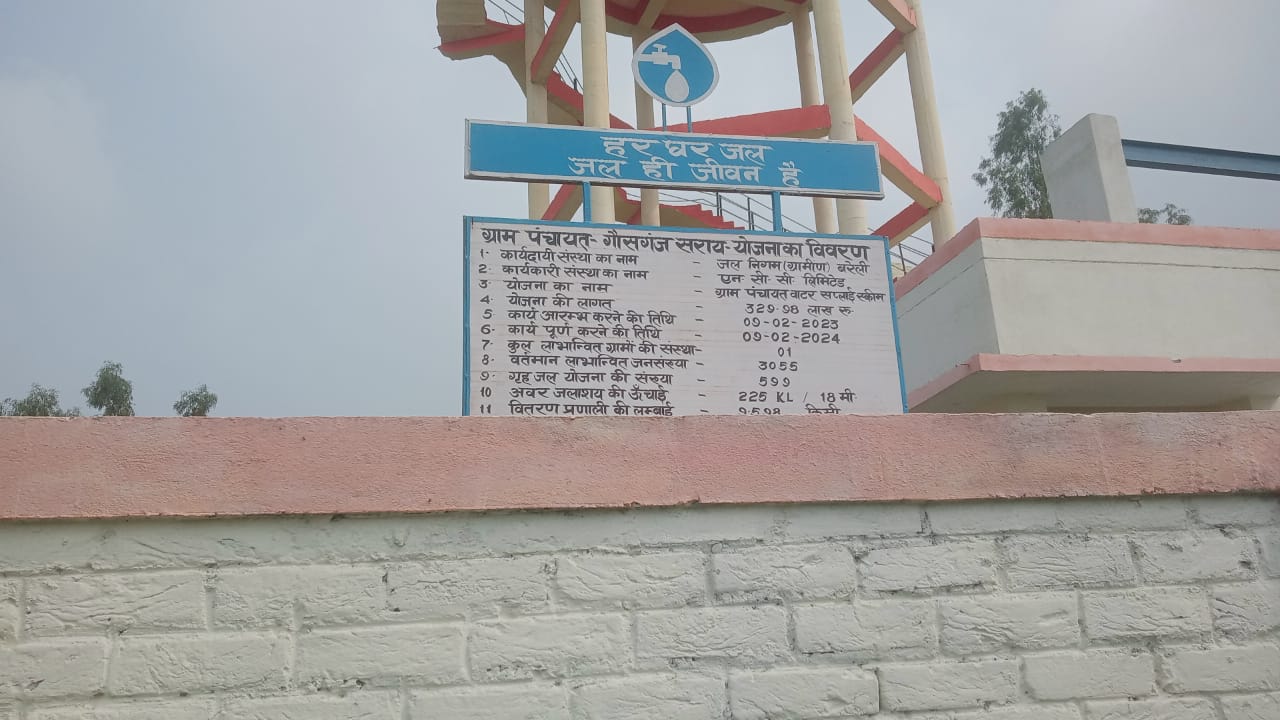 हर घर जल
जल ही जीवन है
ग्राम पंचायत- गौसगंज सराय- योजना का विवरण
1. कार्यदायी संस्था का नाम - जल निगम (ग्रामीण) बरेली
2. कार्यकारी संस्था का नाम - एन. सी. सी. लिमिटेड
3. योजना का नाम - ग्राम पंचायत वाटर सप्लाई स्कीम
4. योजना की लागत - 329.98 लाख रू.
5. कार्य आरम्भ करने की तिथि - 09-02-2023
6. कार्य पूर्ण करने की तिथि - 09-02-2024
7. कुल लाभान्वित ग्रामों की संख्या- 01
8. वर्तमान लाभान्वित जनसंख्या - 3055
9. गृह जल योजना की संख्या - 599
10 अवर जलाशय की ऊँचाई - 225 KL / 18 मी.
11 वितरण प्रणाली की लम्बाई - 9.598 किमी